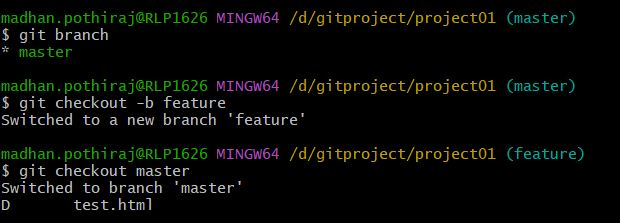 madhan.pothiraj@RLP1626 MINGW64 /d/gitproject/project01 (master)
$ git branch
* master
madhan.pothiraj@RLP1626 MINGW64 /d/gitproject/project01 (master)
$ git checkout -b feature
Switched to a new branch 'feature'
madhan.pothiraj@RLP1626 MINGW64 /d/gitproject/project01 (feature)
$ git checkout master
Switched to branch 'master'
D       test.html